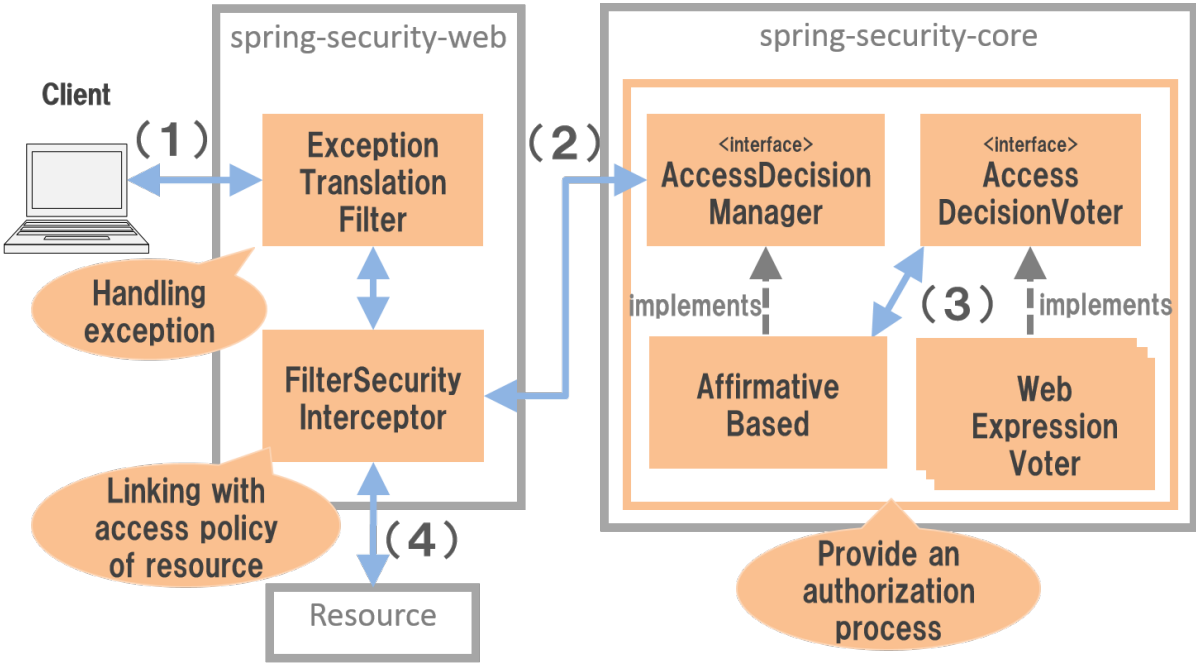 spring-security-web
spring-security-core
Client
(1)
Exception
Translation
Filter
(2)
<interface>
AccessDecision
Manager
<interface>
Access
DecisionVoter
Handling
exception
implements
(3)
implements
FilterSecurity
Interceptor
Affirmative
Based
Web
Expression
Voter
Linking with
access policy
of resource
(4)
Provide an
authorization
process
Resource